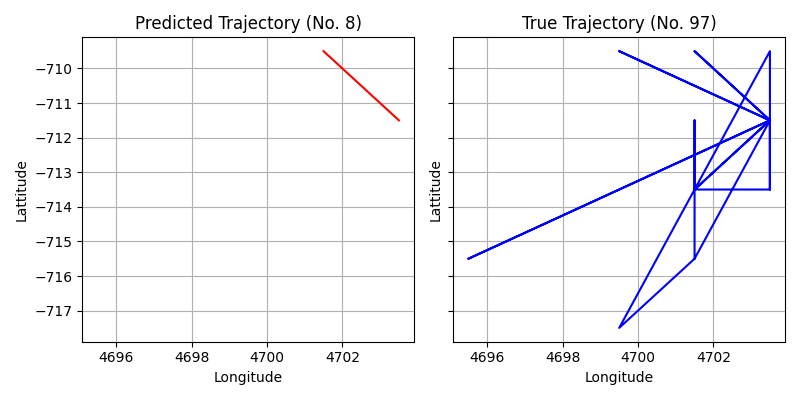 Predicted Trajectory (No. 8)
True Trajectory (No. 97)
−710
−711
−712
−713
−714
−715
−716
−717
Lattitude
Lattitude
4696 4698 4700 4702
4696 4698 4700 4702
Longitude
Longitude